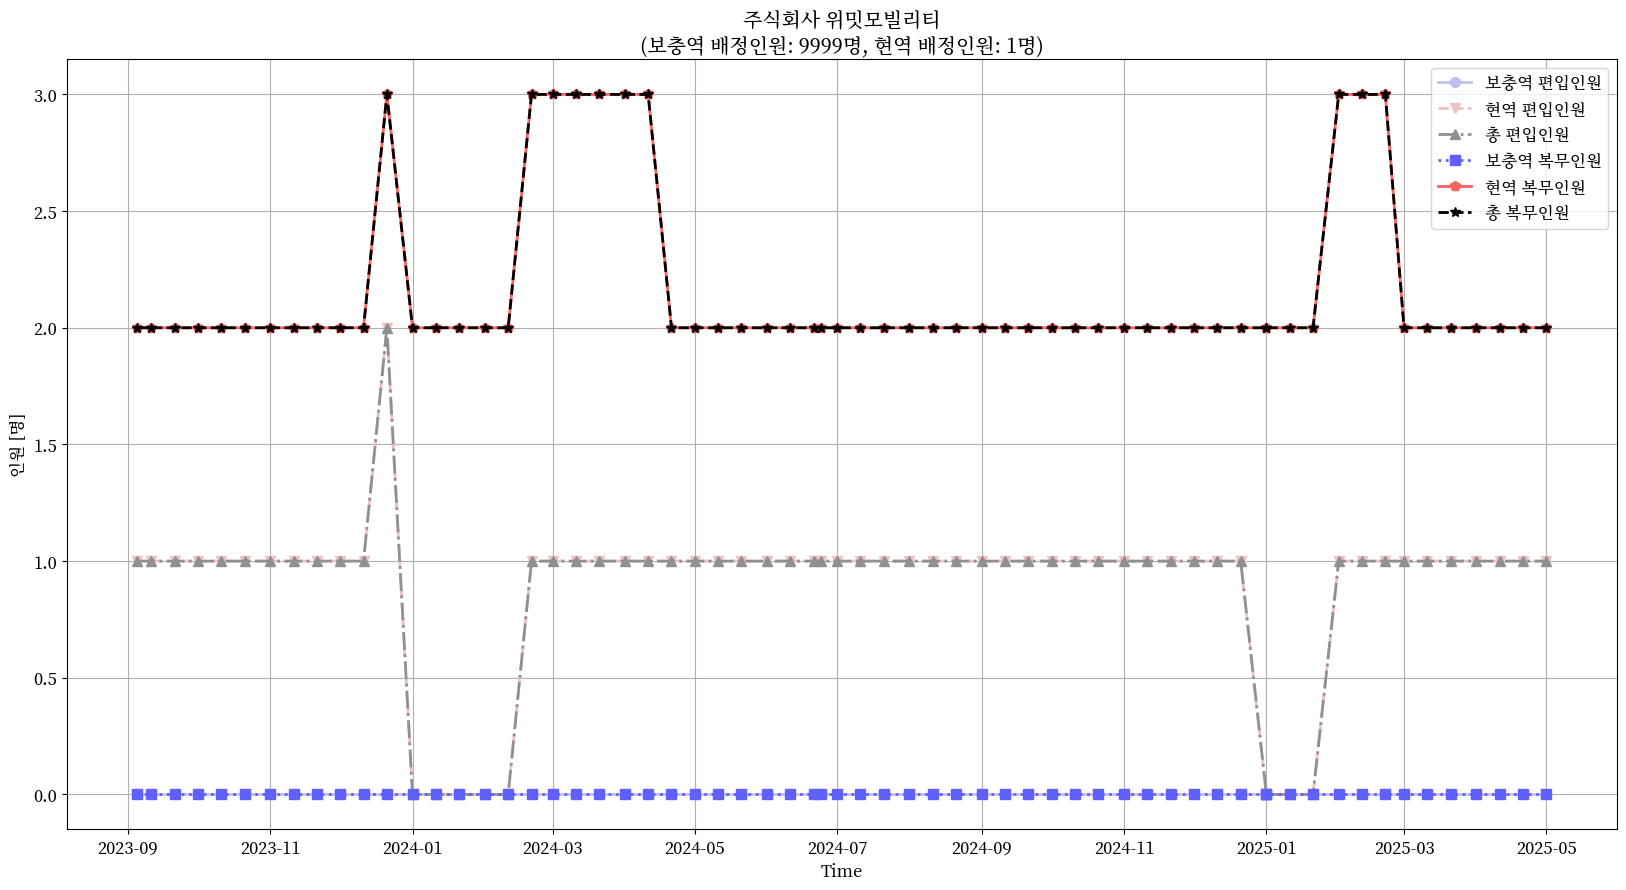 주식회사 위밋모빌리티
(보충역 배정인원: 9999명, 현역 배정인원: 1명)
보충역 편입인원
현역 편입인원
총 편입인원
보충역 복무인원
현역 복무인원
총 복무인원
인원 [명]
3.0
2.5
2.0
1.5
1.0
0.5
0.0
2023-09
2023-11
2024-01
2024-03
2024-05
2024-07
2024-09
2024-11
2025-01
2025-03
2025-05
Time